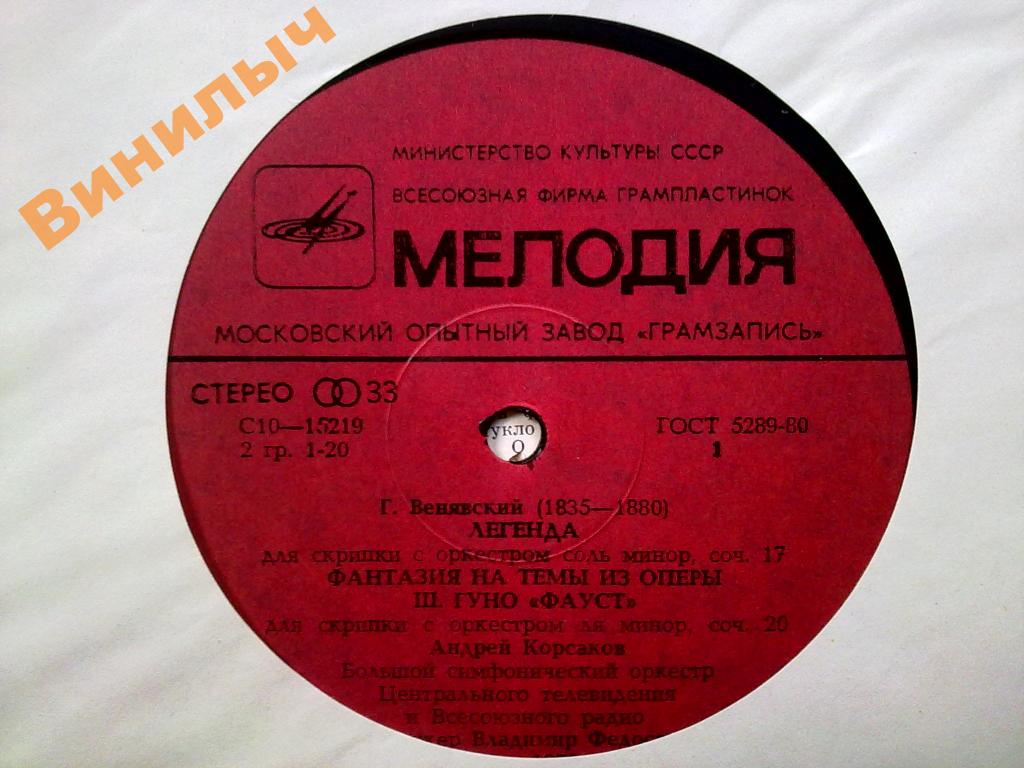 Винилыч
МИНИСТЕРСТВО КУЛЬТУРЫ СССР
ВСЕСОЮЗНАЯ ФИРМА ГРАМПЛАСТИНОК
МЕЛОДИЯ
МОСКОВСКИЙ ОПЫТНЫЙ ЗАВОД «ГРАМЗАПИСЬ»
СТЕРЕО 33
С10—15219 ГОСТ 5289-80
2 гр. 1-20 1
укло
9
Г. Венявский (1835—1880)
ЛЕГЕНДА
для скрипки с оркестром соль минор, соч. 17
ФАНТАЗИЯ НА ТЕМЫ ИЗ ОПЕРЫ
Ш. ГУНО «ФАУСТ»
для скрипки с оркестром ля минор, соч. 20
Андрей Корсаков
Большой симфонический оркестр
Центрального телевидения
и Всесоюзного радио
Владимир